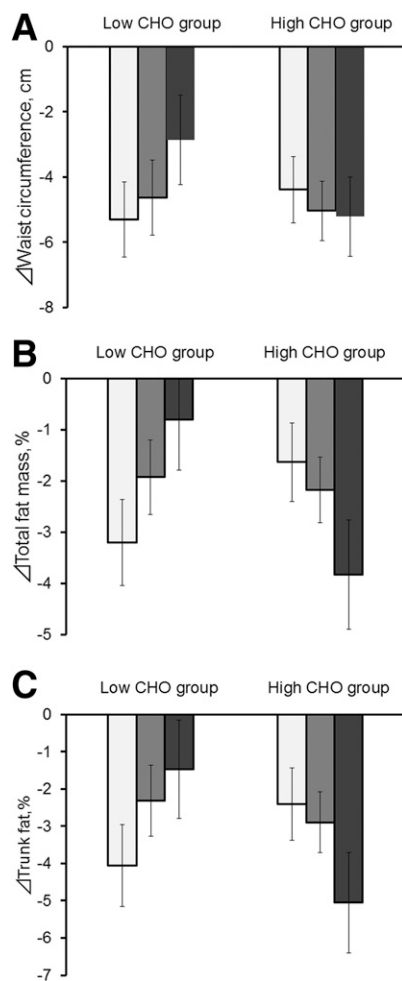 A
Low CHO group High CHO group
0
-2
-4
-6
-8
⊿Waist circumference, cm
B
Low CHO group High CHO group
0
-1
-2
-3
-4
-5
⊿Total fat mass, %
C
Low CHO group High CHO group
0
-1
-2
-3
-4
-5
-6
-7
⊿Trunk fat,%